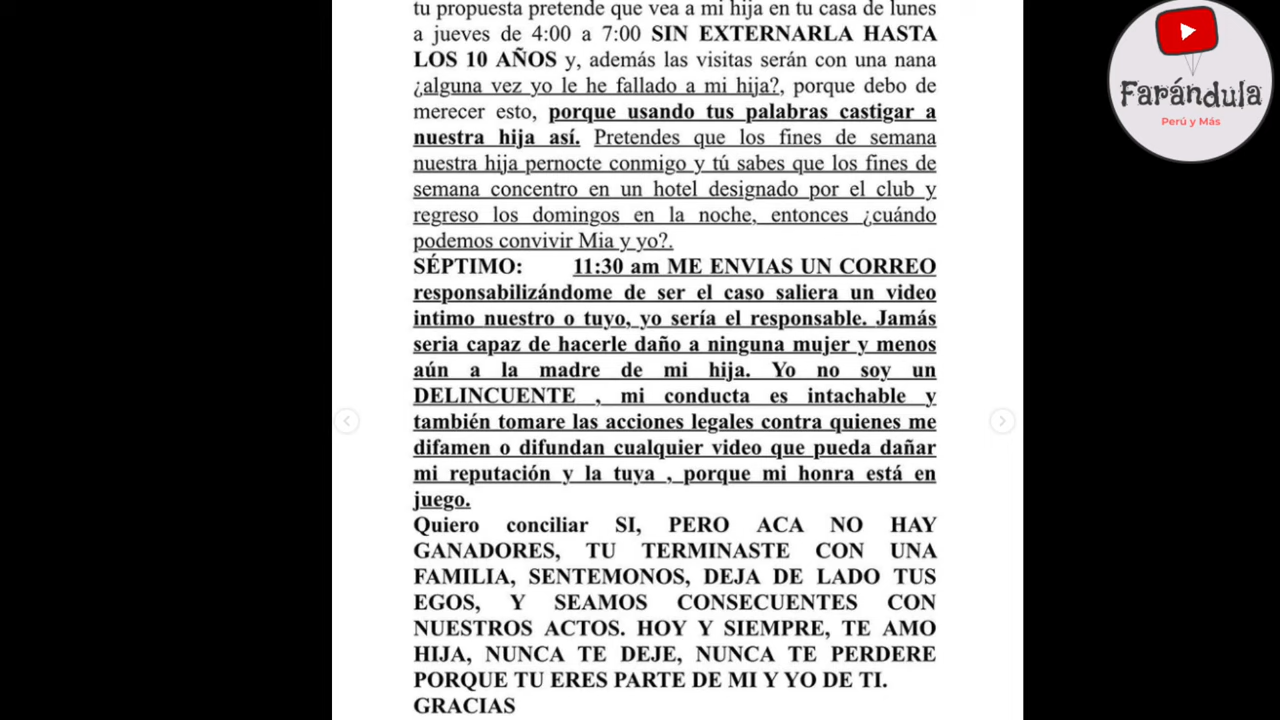 tu propuesta pretende que vea a mi hija en tu casa de lunes
a jueves de 4:00 a 7:00 SIN EXTERNARLA HASTA
LOS 10 AÑOS y, además las visitas serán con una nana
¿alguna vez yo le he fallado a mi hija?, porque debo de
merecer esto, porque usando tus palabras castigar a
nuestra hija así. Pretendes que los fines de semana
nuestra hija pernocte conmigo y tú sabes que los fines de
semana concentro en un hotel designado por el club y
regreso los domingos en la noche, entonces ¿cuándo
podemos convivir Mia y yo?.
SÉPTIMO: 11:30 am ME ENVIAS UN CORREO
responsabilizándome de ser el caso saliera un video
intimo nuestro o tuyo, yo sería el responsable. Jamás
seria capaz de hacerle daño a ninguna mujer y menos
aún a la madre de mi hija. Yo no soy un
DELINCUENTE , mi conducta es intachable y
también tomare las acciones legales contra quienes me
difamen o difundan cualquier video que pueda dañar
mi reputación y la tuya , porque mi honra está en
juego.
Quiero conciliar SI, PERO ACA NO HAY
GANADORES, TU TERMINASTE CON UNA
FAMILIA, SENTEMONOS, DEJA DE LADO TUS
EGOS, Y SEAMOS CONSECUENTES CON
NUESTROS ACTOS. HOY Y SIEMPRE, TE AMO
HIJA, NUNCA TE DEJE, NUNCA TE PERDERE
PORQUE TU ERES PARTE DE MI Y YO DE TI.
GRACIAS
Farándula
Perú y Más